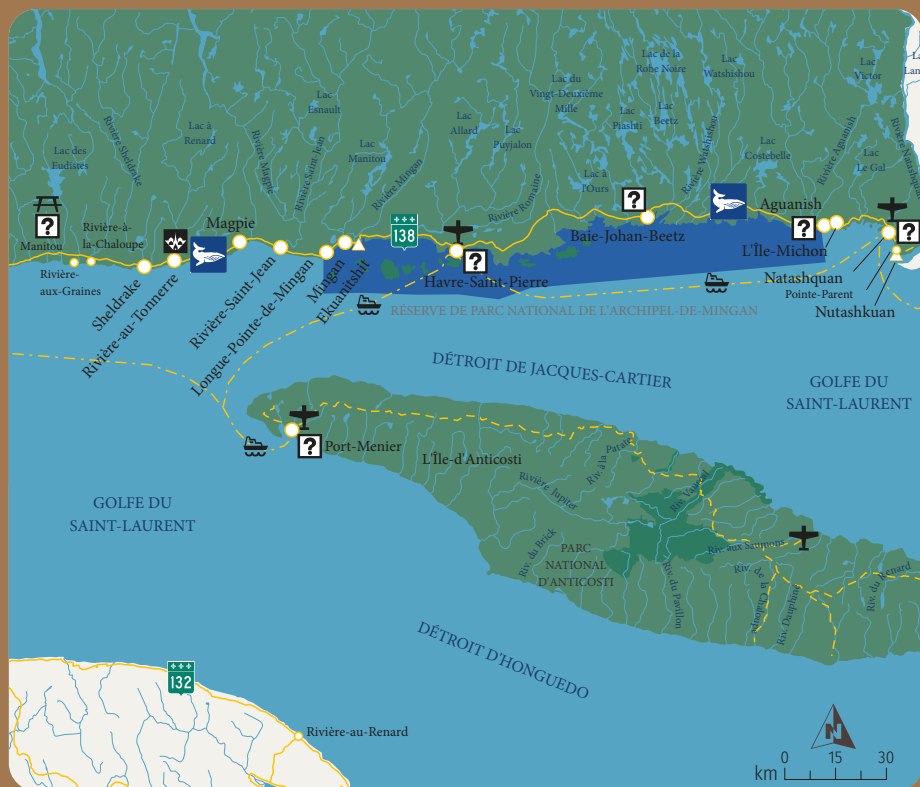 Lac de la
Robe Noire
Lac
Watshishou
Lac
Victor
Lac du
Vingt-Deuxième
Mille
Lac
Esnault
Lac
Allard
Lac
Puyjalon
Lac
Piashti
Lac
Beetz
Lac à
Renard
Lac
Manitou
Lac des
Eudistes
Lac
Costebelle
Lac
Le Gal
Lac à
l'Ours
Rivière Sheldrake
Rivière Magpie
Rivière Saint-Jean
Rivière Mingan
Rivière Romaine
Rivière Watshishou
Rivière Aguanish
?
Manitou
Rivière-à-
la-Chaloupe
Rivière-
aux-Graines
Sheldrake
Rivière-au-Tonnerre
Magpie
Rivière-Saint-Jean
Longue-Pointe-de-Mingan
Mingan
Ekuanitshit
138
?
Havre-Saint-Pierre
?
Baie-Johan-Beetz
Aguanish
?
L'Île-Michon
?
Natashquan
Pointe-Parent
Nutashkuan
RÉSERVE DE PARC NATIONAL DE L'ARCHIPEL-DE-MINGAN
DÉTROIT DE JACQUES-CARTIER
GOLFE DU
SAINT-LAURENT
?
Port-Menier
L'Île-d'Anticosti
Riv. à la Patate
Rivière Jupiter
Riv. Vauréal
GOLFE DU
SAINT-LAURENT
Riv. du Brick
PARC
NATIONAL
D'ANTICOSTI
Riv. aux Saumons
Riv. du Pavillon
Riv. de la Chaloupe
Riv. Dauphiné
Riv. du Renard
DÉTROIT D'HONGUEDO
132
Rivière-au-Renard
N
0 15 30
km